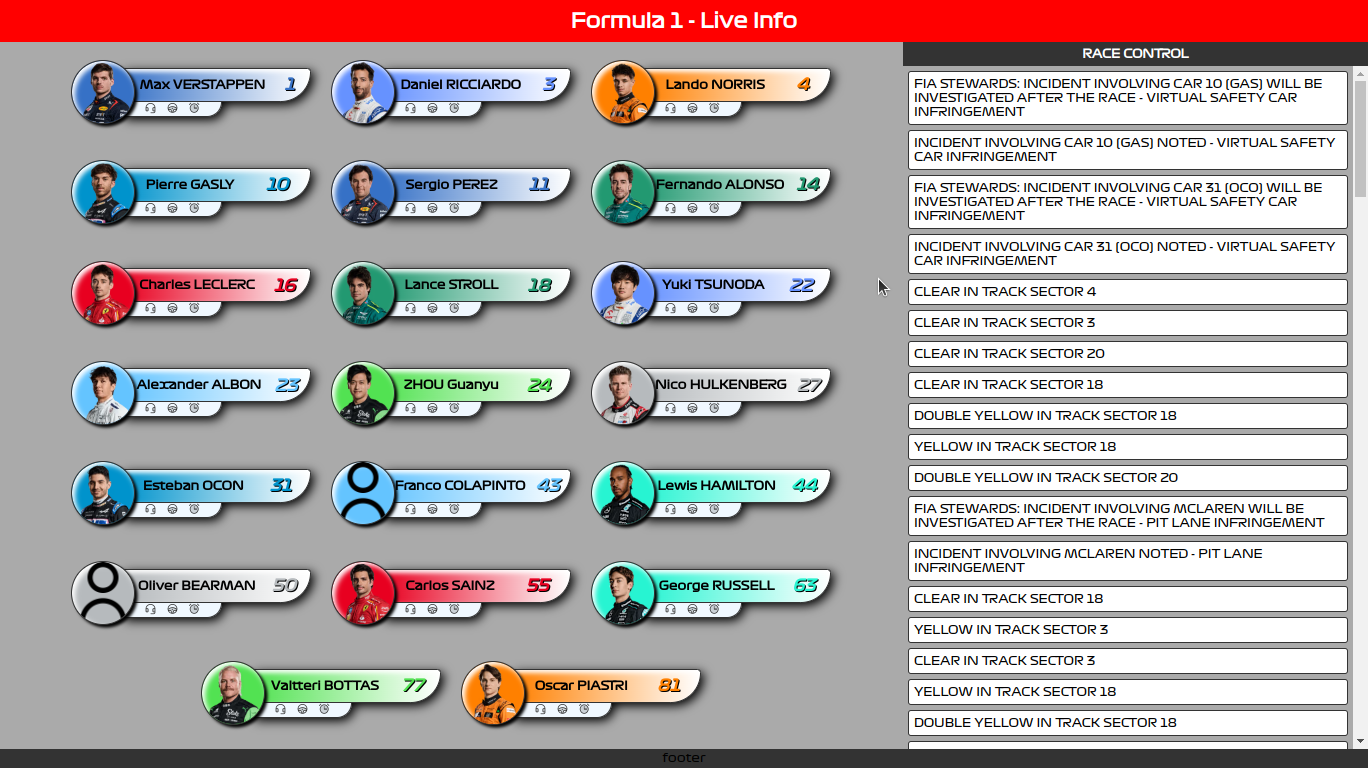 Formula 1 - Live Info
Max VERSTAPPEN 1
Daniel RICCIARDO 3
Lando NORRIS 4
Pierre GASLY 10
Sergio PEREZ 11
Fernando ALONSO 14
Charles LECLERC 16
Lance STROLL 18
Yuki TSUNODA 22
Alexander ALBON 23
ZHOU Guanyu 24
Nico HULKENBERG 27
Esteban OCON 31
Franco COLAPINTO 43
Lewis HAMILTON 44
Oliver BEARMAN 50
Carlos SAINZ 55
George RUSSELL 63
Valtteri BOTTAS 77
Oscar PIASTRI 81
RACE CONTROL
FIA STEWARDS: INCIDENT INVOLVING CAR 10 (GAS) WILL BE
INVESTIGATED AFTER THE RACE - VIRTUAL SAFETY CAR
INFRINGEMENT
INCIDENT INVOLVING CAR 10 (GAS) NOTED - VIRTUAL SAFETY
CAR INFRINGEMENT
FIA STEWARDS: INCIDENT INVOLVING CAR 31 (OCO) WILL BE
INVESTIGATED AFTER THE RACE - VIRTUAL SAFETY CAR
INFRINGEMENT
INCIDENT INVOLVING CAR 31 (OCO) NOTED - VIRTUAL SAFETY
CAR INFRINGEMENT
CLEAR IN TRACK SECTOR 4
CLEAR IN TRACK SECTOR 3
CLEAR IN TRACK SECTOR 20
CLEAR IN TRACK SECTOR 18
DOUBLE YELLOW IN TRACK SECTOR 18
YELLOW IN TRACK SECTOR 18
DOUBLE YELLOW IN TRACK SECTOR 20
FIA STEWARDS: INCIDENT INVOLVING MCLAREN WILL BE
INVESTIGATED AFTER THE RACE - PIT LANE INFRINGEMENT
INCIDENT INVOLVING MCLAREN NOTED - PIT LANE
INFRINGEMENT
CLEAR IN TRACK SECTOR 18
YELLOW IN TRACK SECTOR 3
CLEAR IN TRACK SECTOR 3
YELLOW IN TRACK SECTOR 18
DOUBLE YELLOW IN TRACK SECTOR 18
footer